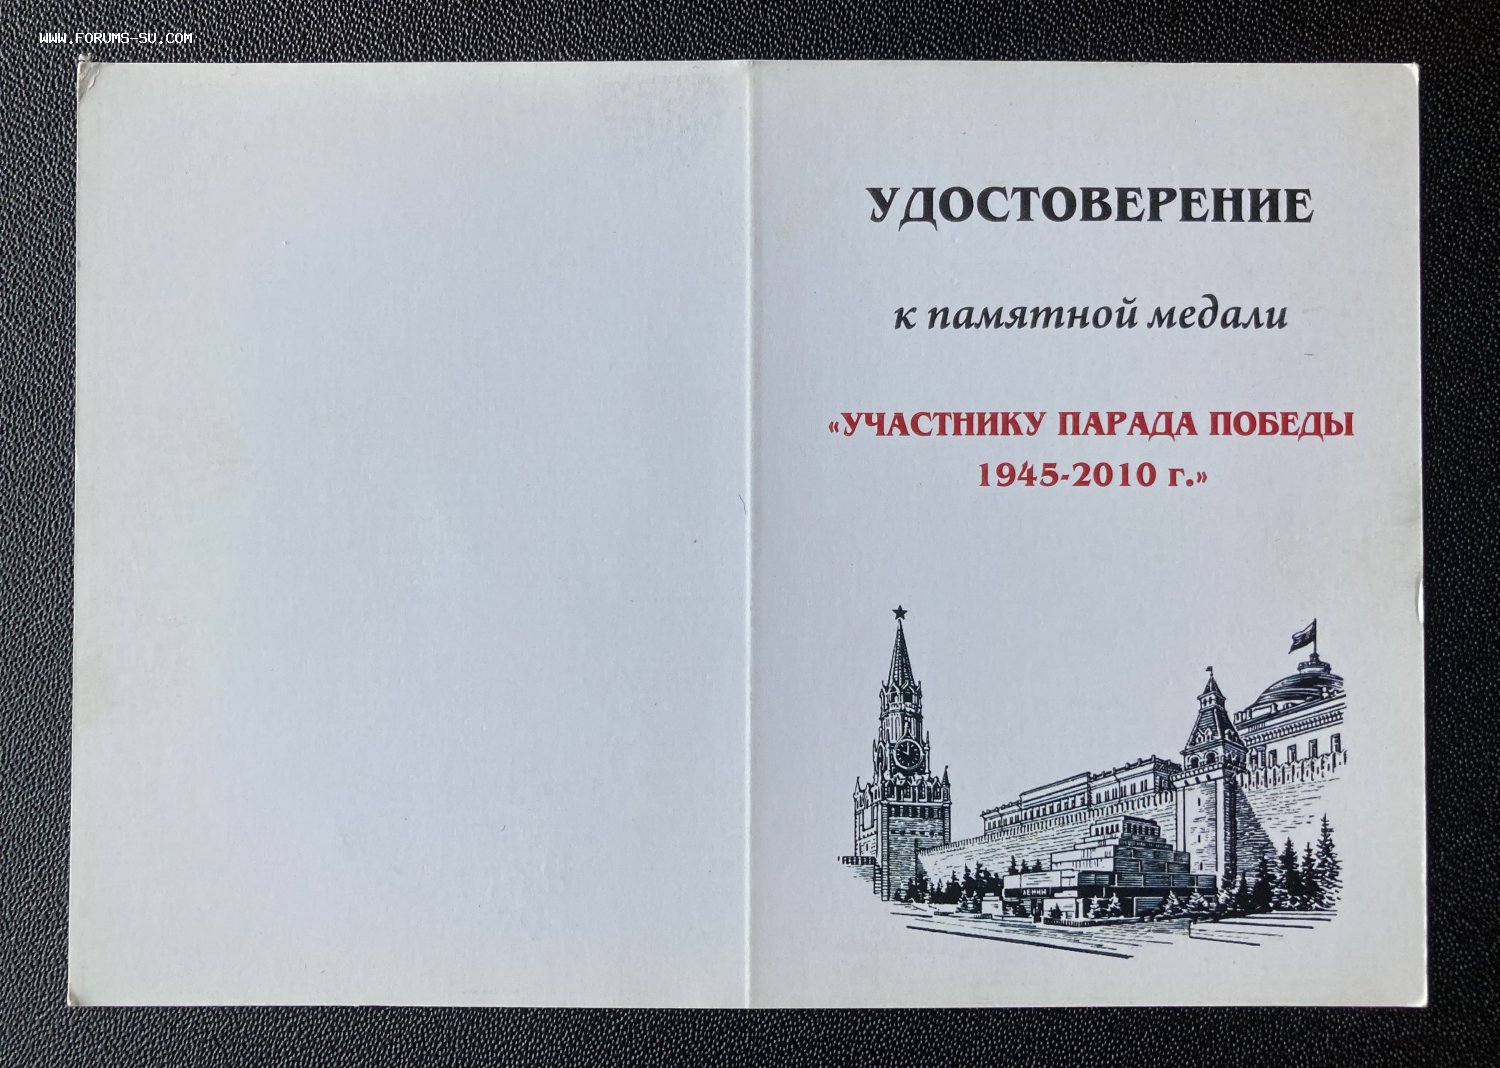 WWW.FORUMS-SU.COM
УДОСТОВЕРЕНИЕ
к памятной медали
«УЧАСТНИКУ ПАРАДА ПОБЕДЫ
1945-2010 г.»
ЛЕНИН